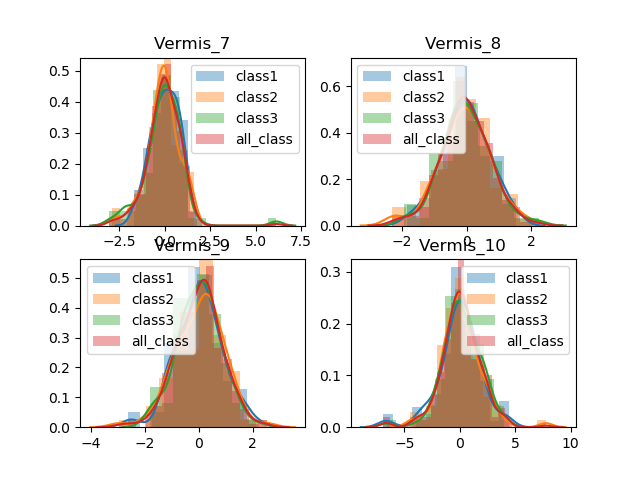 Vermis_7
0.5
0.4
0.3
0.2
0.1
0.0
−2.5
0.0
2.5
5.0
7.5
class1
class2
class3
all_class
Vermis_8
0.6
0.4
0.2
0.0
−2
0
2
class1
class2
class3
all_class
Vermis_9
0.5
0.4
0.3
0.2
0.1
0.0
−4
−2
0
2
class1
class2
class3
all_class
Vermis_10
0.3
0.2
0.1
0.0
−5
0
5
10
class1
class2
class3
all_class